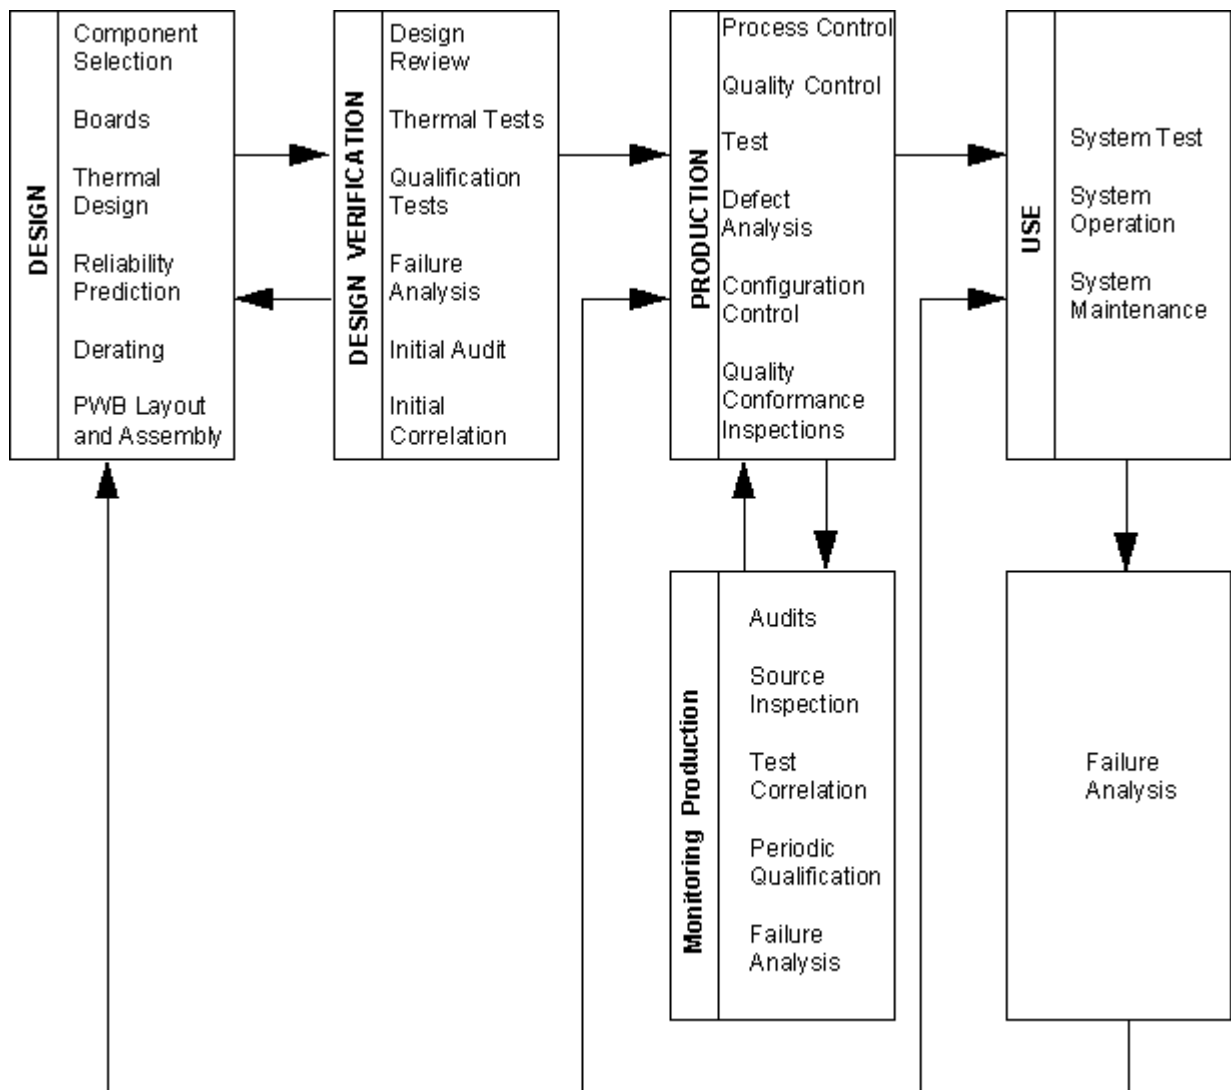 DESIGN
Component
Selection
Boards
Thermal
Design
Reliability
Prediction
Derating
PWB Layout
and Assembly
DESIGN VERIFICATION
Design
Review
Thermal Tests
Qualification
Tests
Failure
Analysis
Initial Audit
Initial
Correlation
PRODUCTION
Process Control
Quality Control
Test
Defect
Analysis
Configuration
Control
Quality
Conformance
Inspections
USE
System Test
System
Operation
System
Maintenance
Monitoring Production
Audits
Source
Inspection
Test
Correlation
Periodic
Qualification
Failure
Analysis
Failure
Analysis